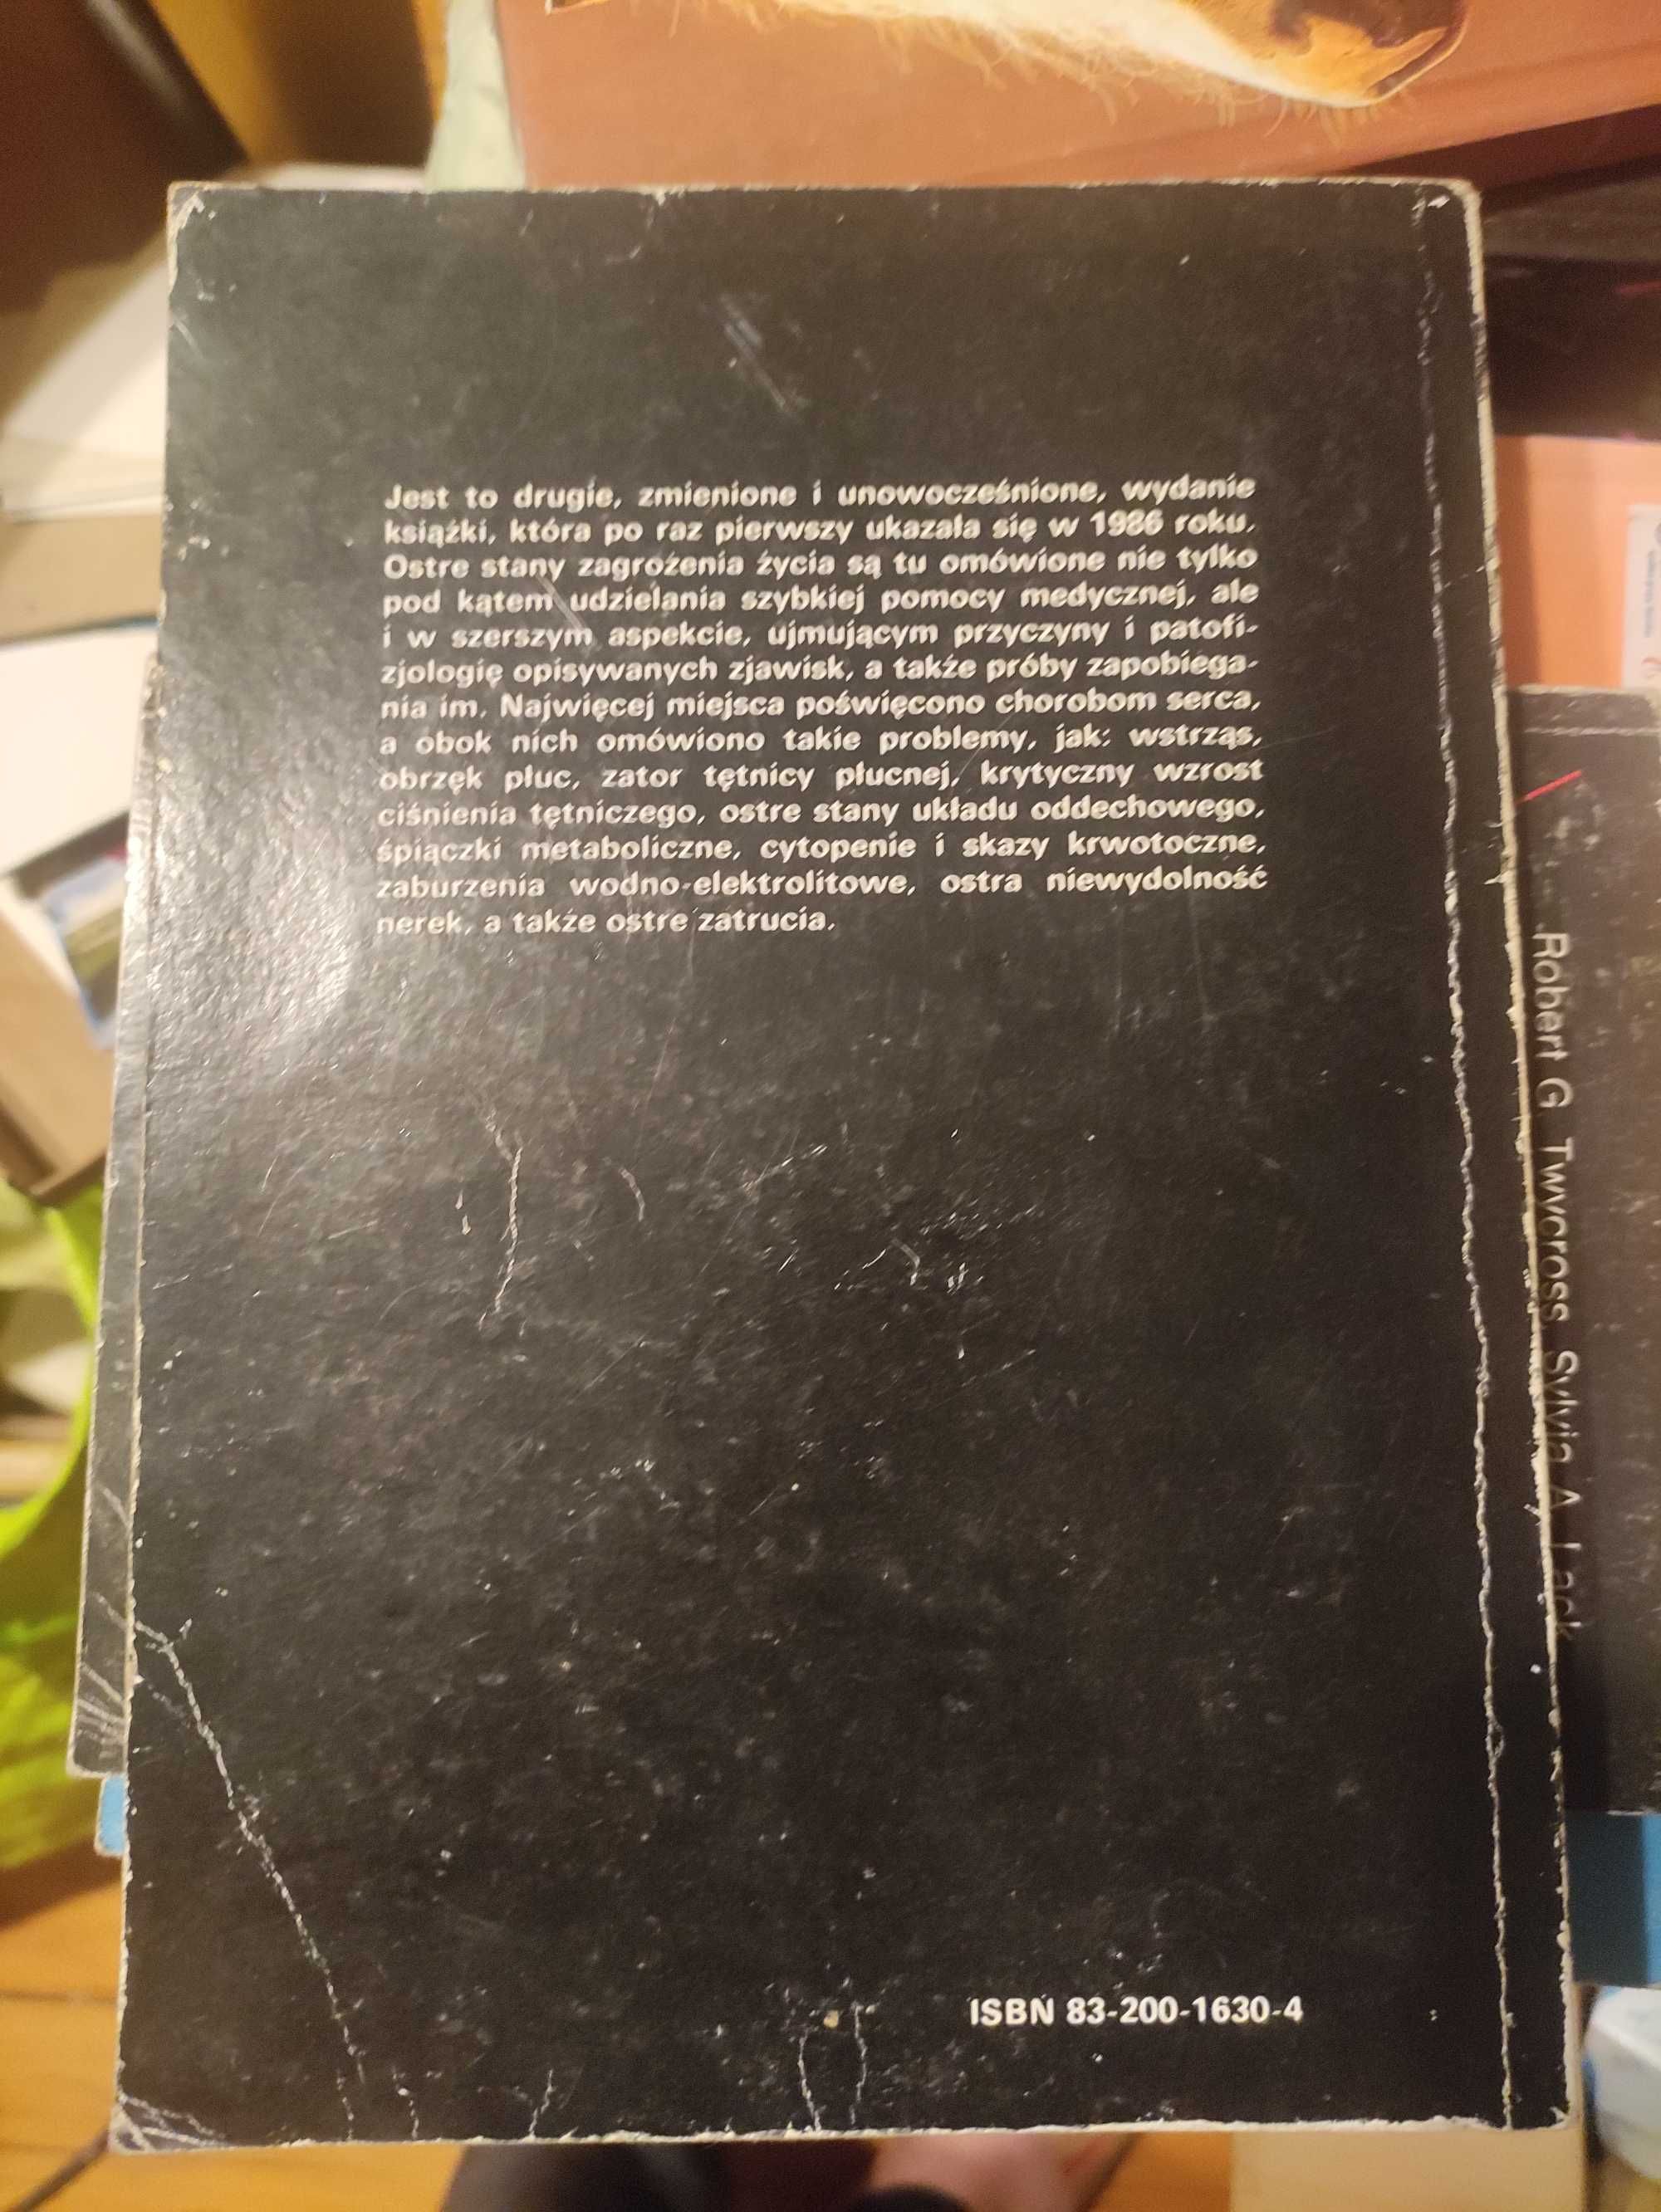 Jest to drugie, zmienione i unowocześnione, wydanie
książki, która po raz pierwszy ukazała się w 1986 roku.
Ostre stany zagrożenia życia są tu omówione nie tylko
pod kątem udzielania szybkiej pomocy medycznej, ale
i w szerszym aspekcie, ujmującym przyczyny i patofi-
zjologię opisywanych zjawisk, a także próby zapobiega-
nia im. Najwięcej miejsca poświęcono chorobom serca,
a obok nich omówiono takie problemy, jak: wstrząs,
obrzęk płuc, zator tętnicy płucnej, krytyczny wzrost
ciśnienia tętniczego, ostre stany układu oddechowego,
śpiączki metaboliczne, cytopenie i skazy krwotoczne,
zaburzenia wodno-elektrolitowe, ostra niewydolność
nerek, a także ostre zatrucia.
ISBN 83-200-1630-4
Robert G. Twycross, Sylvia A. Lack